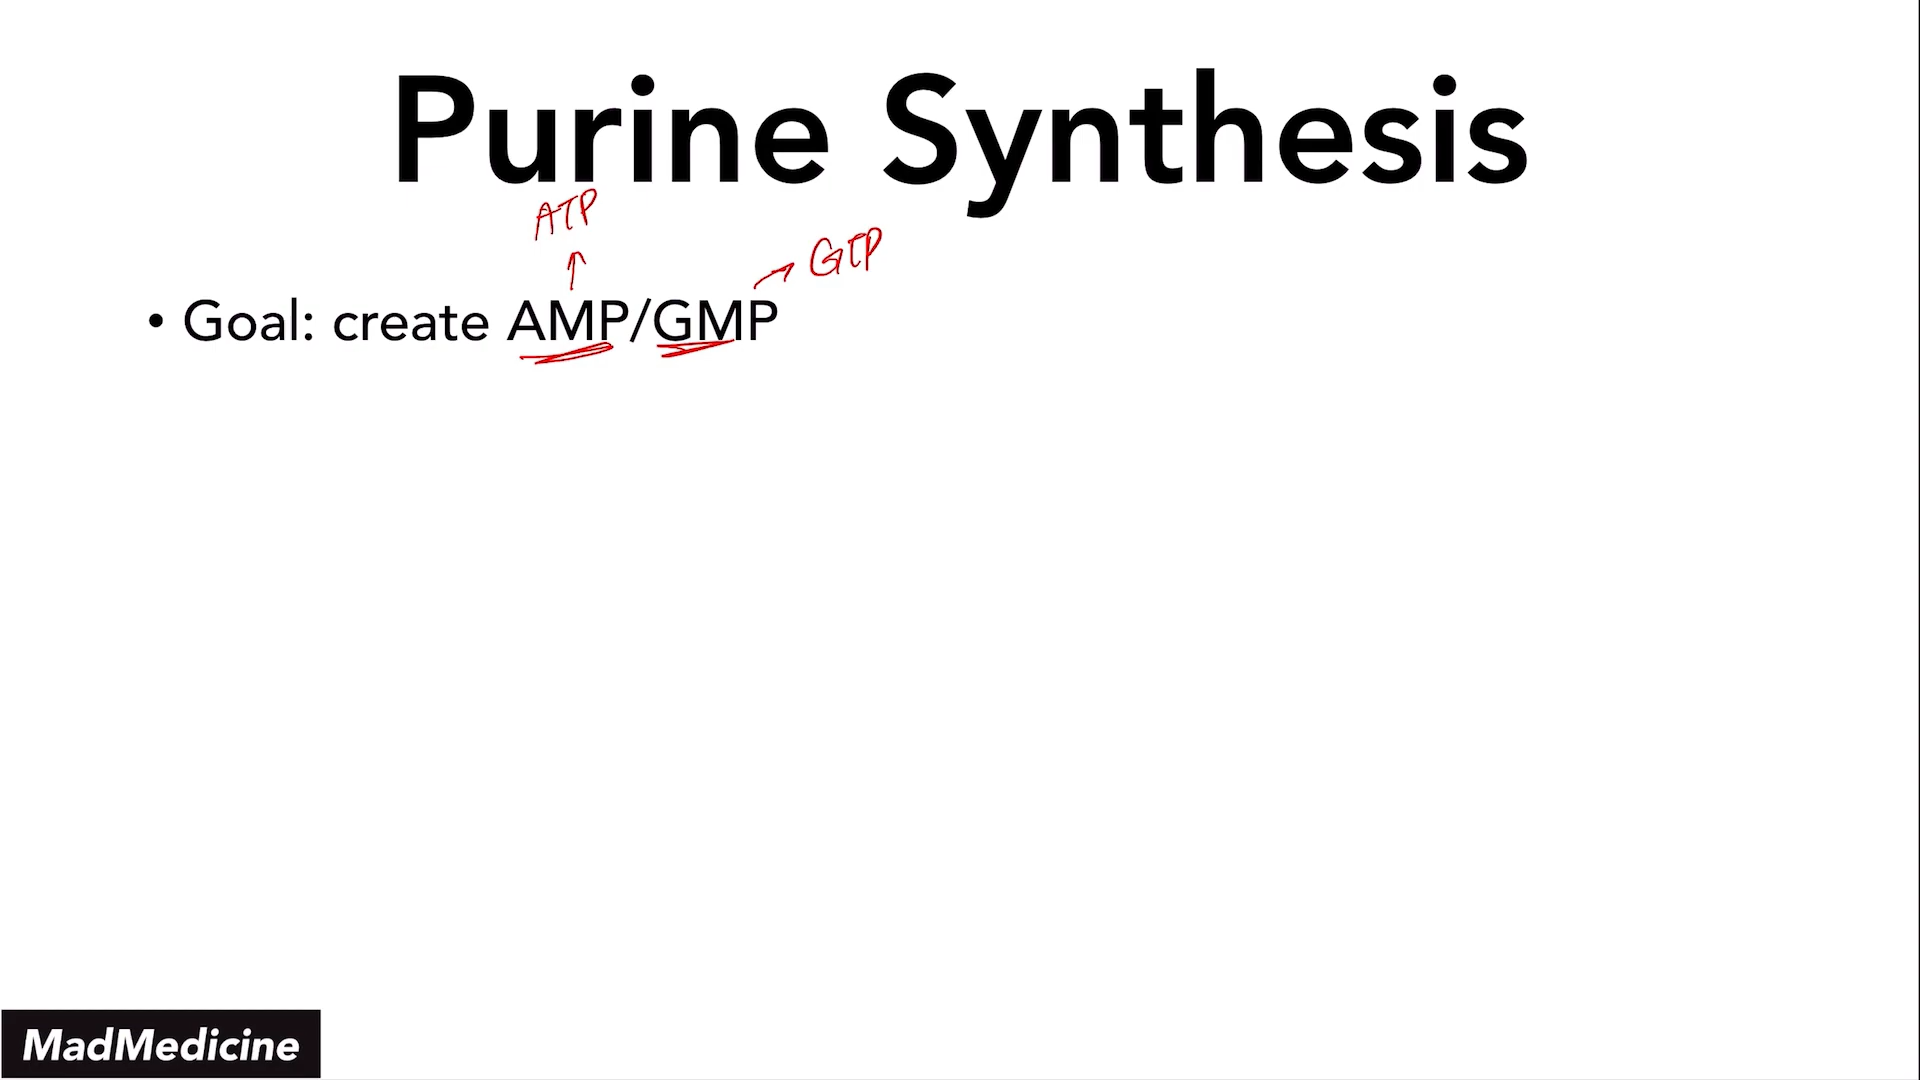 Purine Synthesis
ATP
GTP
• Goal: create AMP/GMP
MadMedicine